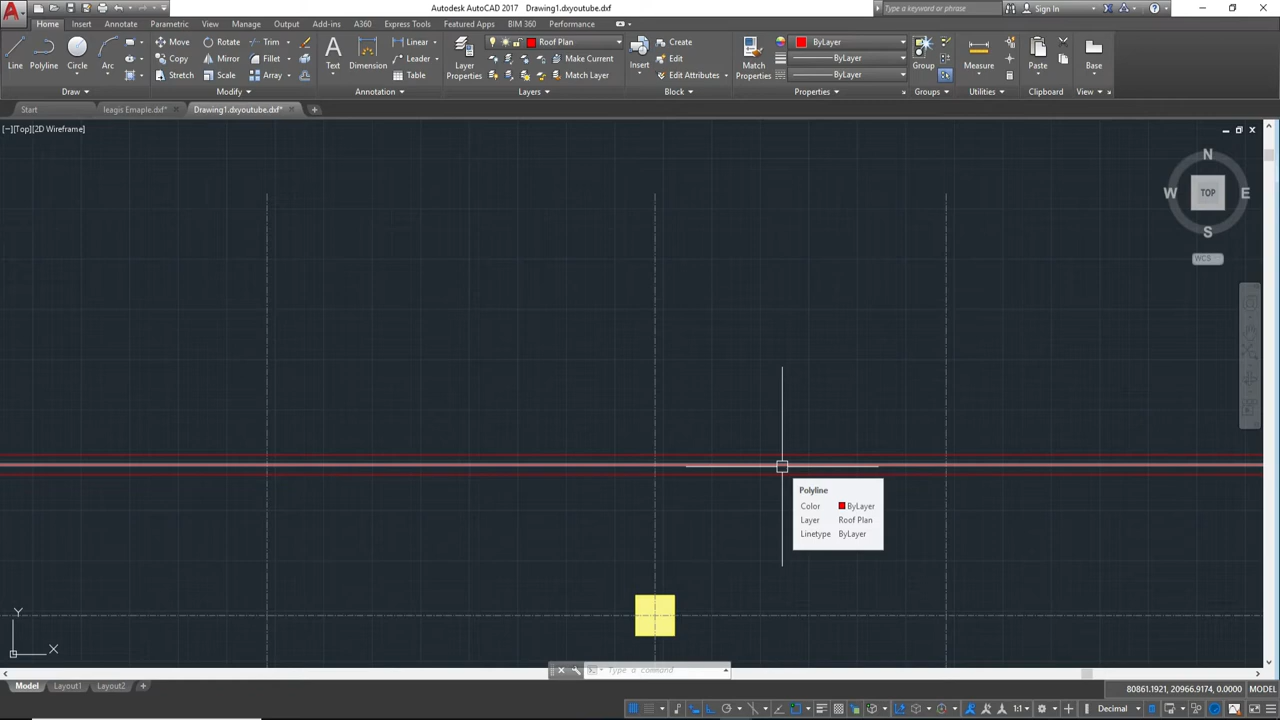 Autodesk AutoCAD 2017 Drawing1.dxyoutube.dxf
Type a keyword or phrase
Sign In
Home Insert Annotate Parametric View Manage Output Add-ins A360 Express Tools Featured Apps BIM 360 Performance
Line
Polyline
Circle
Arc
Move
Rotate
Trim
Copy
Mirror
Fillet
Stretch
Scale
Array
Text
Dimension
Linear
Leader
Table
Layer
Properties
Roof Plan
Make Current
Match Layer
Insert
Create
Edit
Edit Attributes
Match
Properties
ByLayer
ByLayer
ByLayer
Group
Measure
Paste
Base
Draw Modify Annotation Layers Block Properties Groups Utilities Clipboard View
Start leagis Emaple.dxf* Drawing1.dxyoutube.dxf*
[−][Top][2D Wireframe]
N
W TOP E
S
WCS
Polyline
Color ByLayer
Layer Roof Plan
Linetype ByLayer
Y
X
Type a command
Model Layout1 Layout2
80861.1921, 20966.9174, 0.0000 MODEL
1:1 Decimal